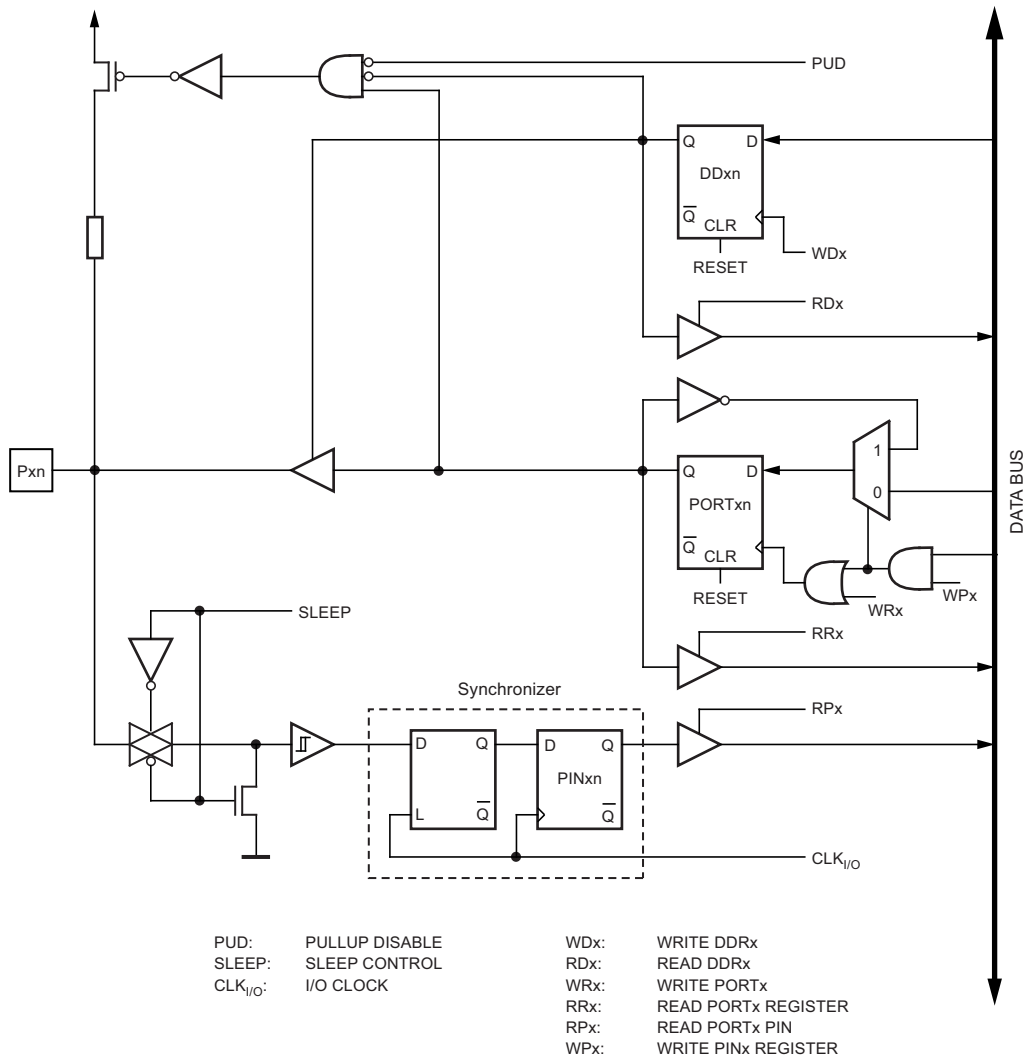 PUD
Q D
DDxn
Q
CLR
WDx
RESET
RDx
Pxn
1
Q D
PORTxn
0
Q
CLR
RESET
WRx
WPx
DATA BUS
SLEEP
RRx
Synchronizer
RPx
D Q
D Q
PINxn
L Q
Q
CLKI/O
PUD: PULLUP DISABLE
SLEEP: SLEEP CONTROL
CLKI/O: I/O CLOCK
WDx: WRITE DDRx
RDx: READ DDRx
WRx: WRITE PORTx
RRx: READ PORTx REGISTER
RPx: READ PORTx PIN
WPx: WRITE PINx REGISTER